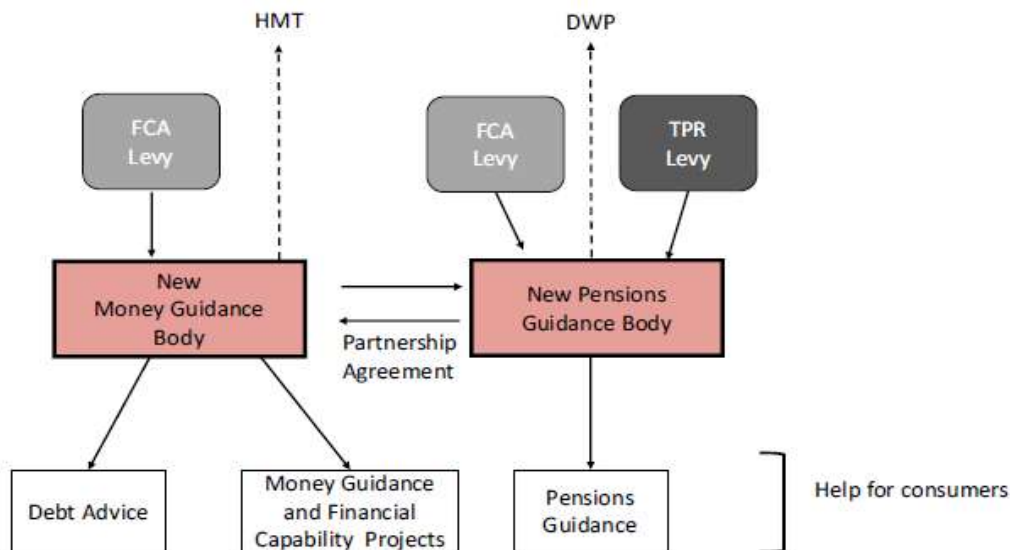 HMT
DWP
FCA
Levy
FCA
Levy
TPR
Levy
New
Money Guidance
Body
New Pensions
Guidance Body
Partnership
Agreement
Debt Advice
Money Guidance
and Financial
Capability Projects
Pensions
Guidance
Help for consumers